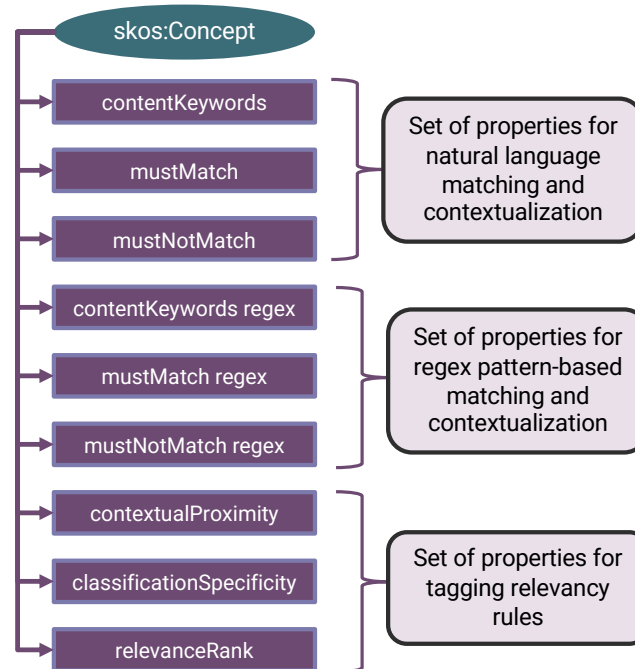 skos:Concept
contentKeywords
mustMatch
mustNotMatch
Set of properties for
natural language
matching and
contextualization
contentKeywords regex
mustMatch regex
mustNotMatch regex
Set of properties for
regex pattern-based
matching and
contextualization
contextualProximity
classificationSpecificity
relevanceRank
Set of properties for
tagging relevancy
rules